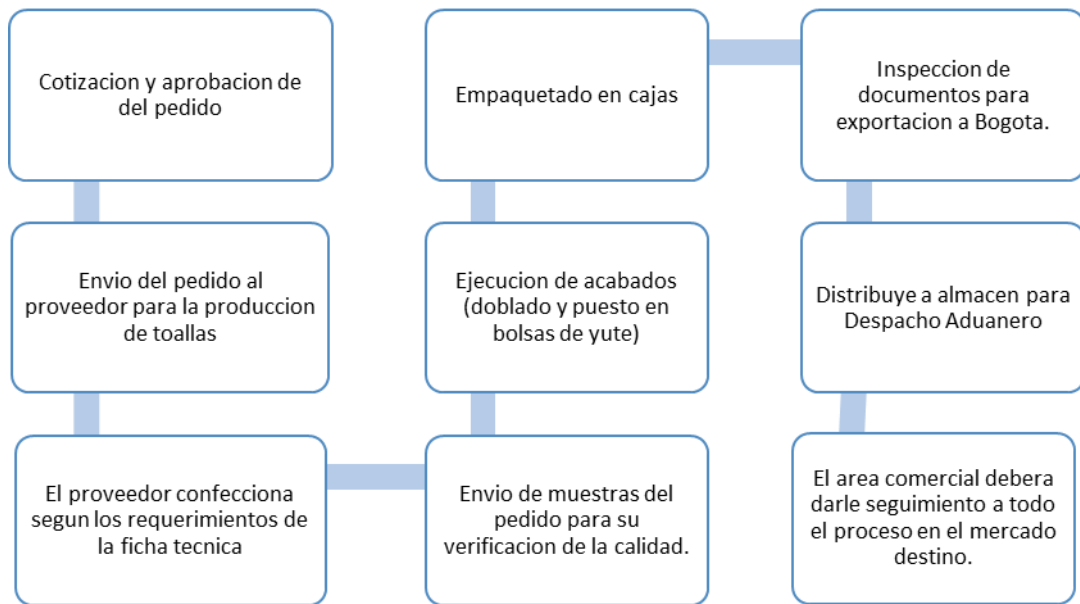 Cotizacion y aprobacion de
del pedido
Envio del pedido al
proveedor para la produccion
de toallas
El proveedor confecciona
segun los requerimientos de
la ficha tecnica
Envio de muestras del
pedido para su
verificacion de la calidad.
Ejecucion de acabados
(doblado y puesto en
bolsas de yute)
Empaquetado en cajas
Inspeccion de
documentos para
exportacion a Bogota.
Distribuye a almacen para
Despacho Aduanero
El area comercial debera
darle seguimiento a todo
el proceso en el mercado
destino.